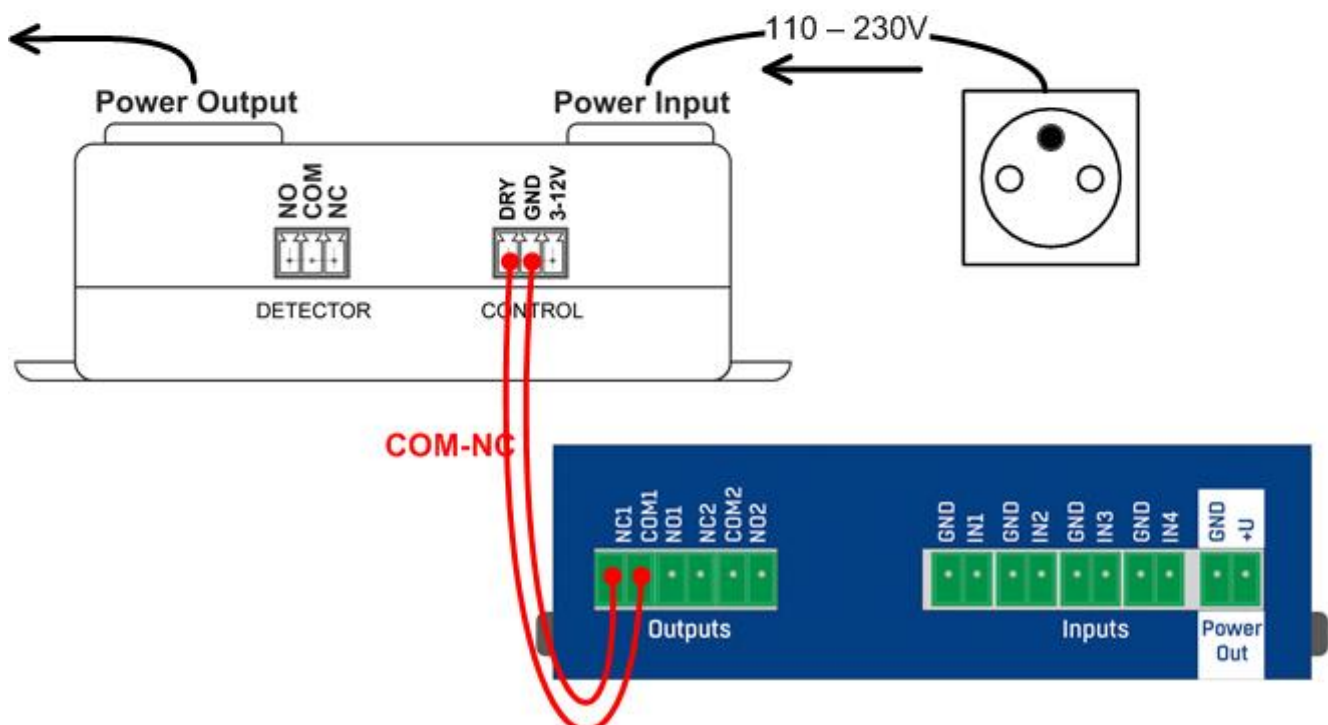 110 – 230V
Power Output
Power Input
NO
COM
NC
DRY
GND
3-12V
DETECTOR
CONTROL
COM-NC
NC1
COM1
NO1
NC2
COM2
NO2
GND
IN1
GND
IN2
GND
IN3
GND
IN4
GND
+U
Outputs
Inputs
Power
Out